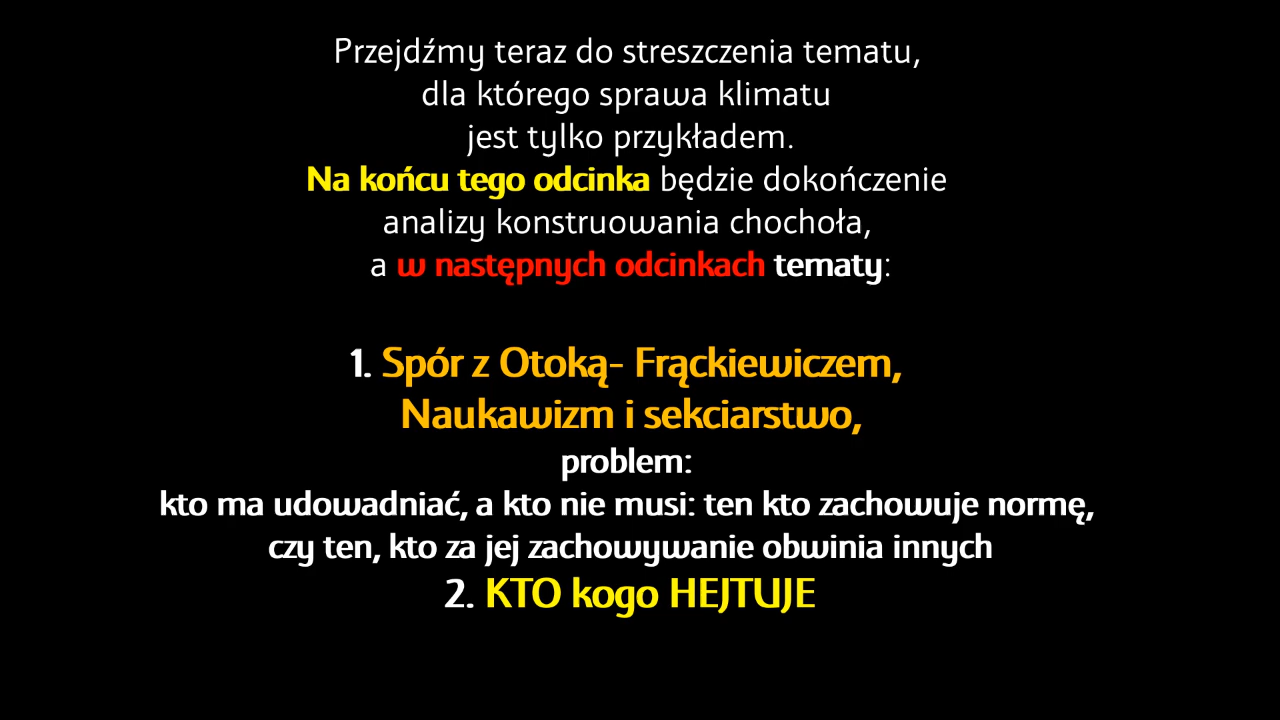 Przejdźmy teraz do streszczenia tematu,
dla którego sprawa klimatu
jest tylko przykładem.
Na końcu tego odcinka będzie dokończenie
analizy konstruowania chochoła,
a w następnych odcinkach tematy:
1. Spór z Otoką- Frąckiewiczem,
Naukawizm i sekciarstwo,
problem:
kto ma udowadniać, a kto nie musi: ten kto zachowuje normę,
czy ten, kto za jej zachowywanie obwinia innych
2. KTO kogo HEJTUJE